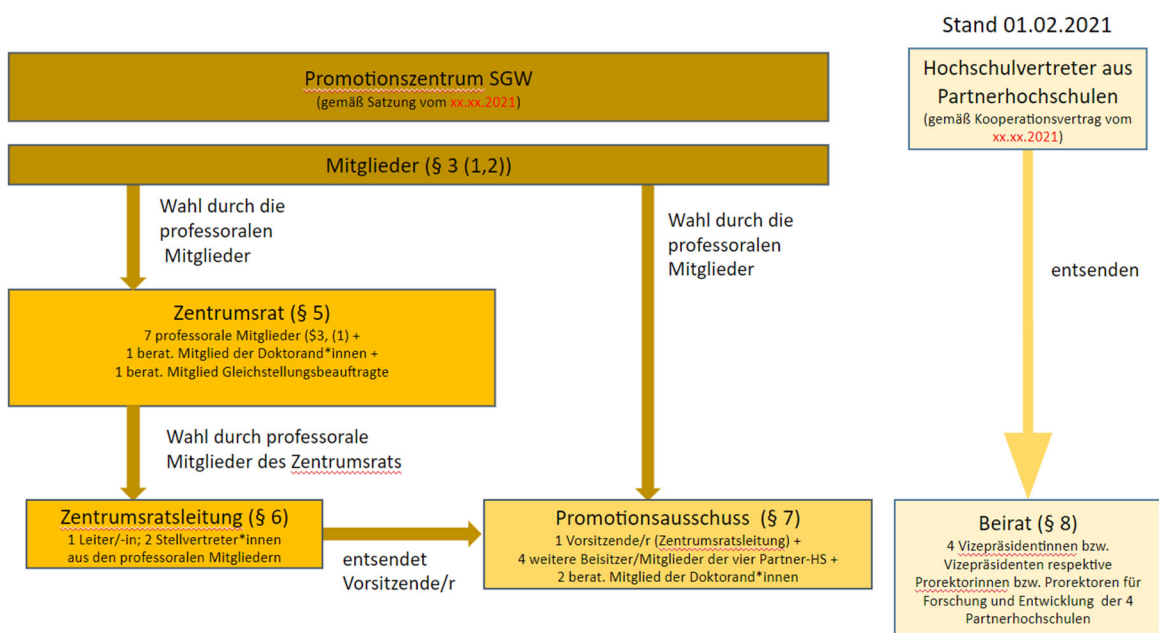 Stand 01.02.2021
Promotionszentrum SGW
(gemäß Satzung vom xx.xx.2021)
Hochschulvertreter aus
Partnerhochschulen
(gemäß Kooperationsvertrag vom
xx.xx.2021)
Mitglieder (§ 3 (1,2))
Wahl durch die
professoralen
Mitglieder
Wahl durch die
professoralen
Mitglieder
entsenden
Zentrumsrat (§ 5)
7 professorale Mitglieder ($3, (1) +
1 berat. Mitglied der Doktorand*innen +
1 berat. Mitglied Gleichstellungsbeauftragte
Wahl durch professorale
Mitglieder des Zentrumsrats
Zentrumsratsleitung (§ 6)
1 Leiter/-in; 2 Stellvertreter*innen
aus den professoralen Mitgliedern
entsendet
Vorsitzende/r
Promotionsausschuss (§ 7)
1 Vorsitzende/r (Zentrumsratsleitung) +
4 weitere Beisitzer/Mitglieder der vier Partner-HS +
2 berat. Mitglied der Doktorand*innen
Beirat (§ 8)
4 Vizepräsidentinnen bzw.
Vizepräsidenten respektive
Prorektorinnen bzw. Prorektoren für
Forschung und Entwicklung der 4
Partnerhochschulen